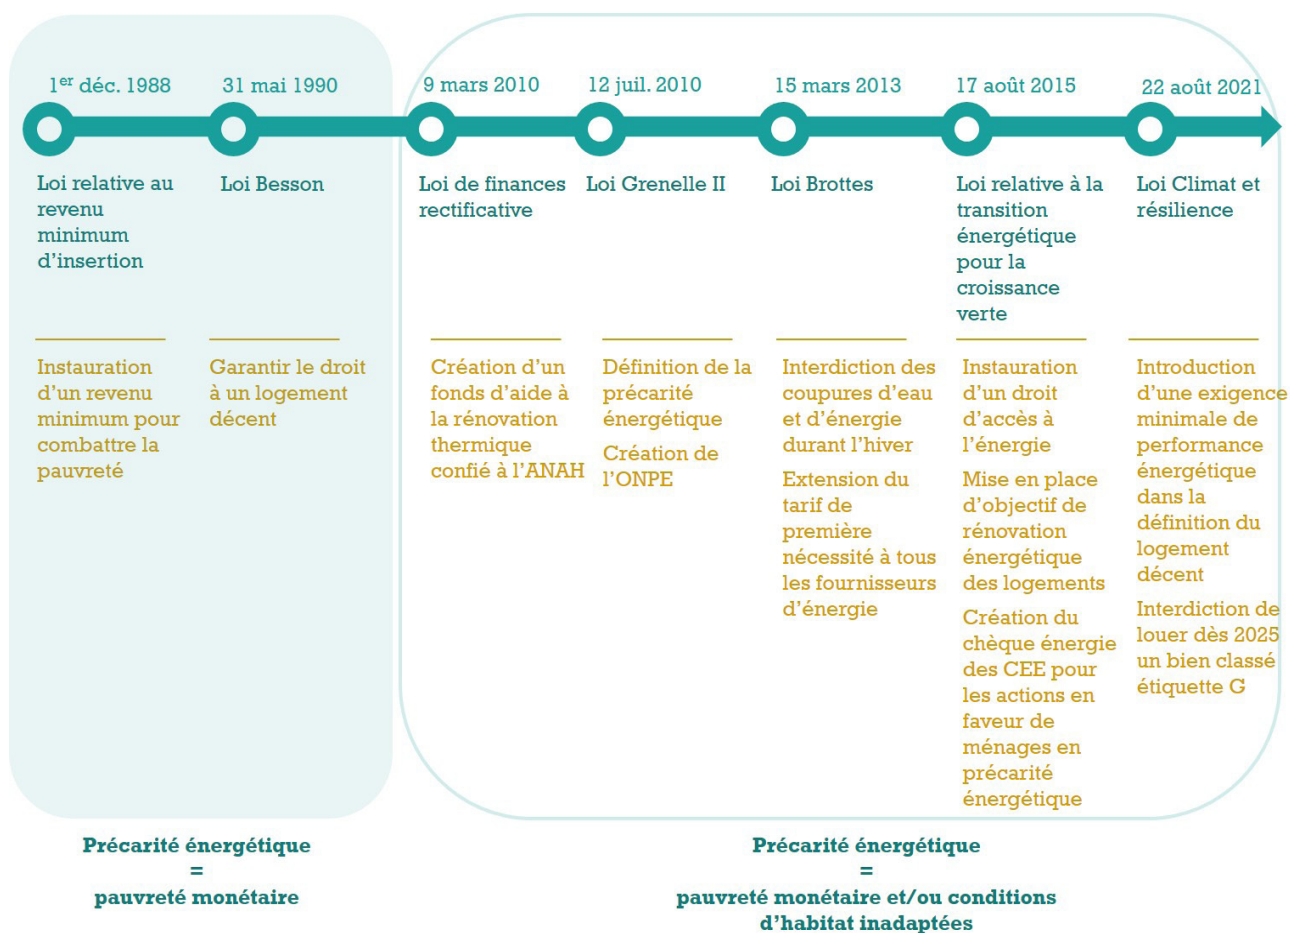 1er déc. 1988
31 mai 1990
9 mars 2010
12 juil. 2010
15 mars 2013
17 août 2015
22 août 2021
Loi relative au
revenu
minimum
d’insertion
Loi Besson
Loi de finances
rectificative
Loi Grenelle II
Loi Brottes
Loi relative à la
transition
énergétique
pour la
croissance
verte
Loi Climat et
résilience
Instauration
d’un revenu
minimum pour
combattre la
pauvreté
Garantir le droit
à un logement
décent
Création d’un
fonds d’aide à
la rénovation
thermique
confié à l’ANAH
Définition de la
précarité
énergétique
Création de
l’ONPE
Interdiction des
coupures d’eau
et d’énergie
durant l’hiver
Extension du
tarif de
première
nécessité à tous
les fournisseurs
d’énergie
Instauration
d’un droit
d’accès à
l’énergie
Mise en place
d’objectif de
rénovation
énergétique
des logements
Création du
chèque énergie
des CEE pour
les actions en
faveur de
ménages en
précarité
énergétique
Introduction
d’une exigence
minimale de
performance
énergétique
dans la
définition du
logement
décent
Interdiction de
louer dès 2025
un bien classé
étiquette G
Précarité énergétique
=
pauvreté monétaire
Précarité énergétique
=
pauvreté monétaire et/ou conditions
d’habitat inadaptées